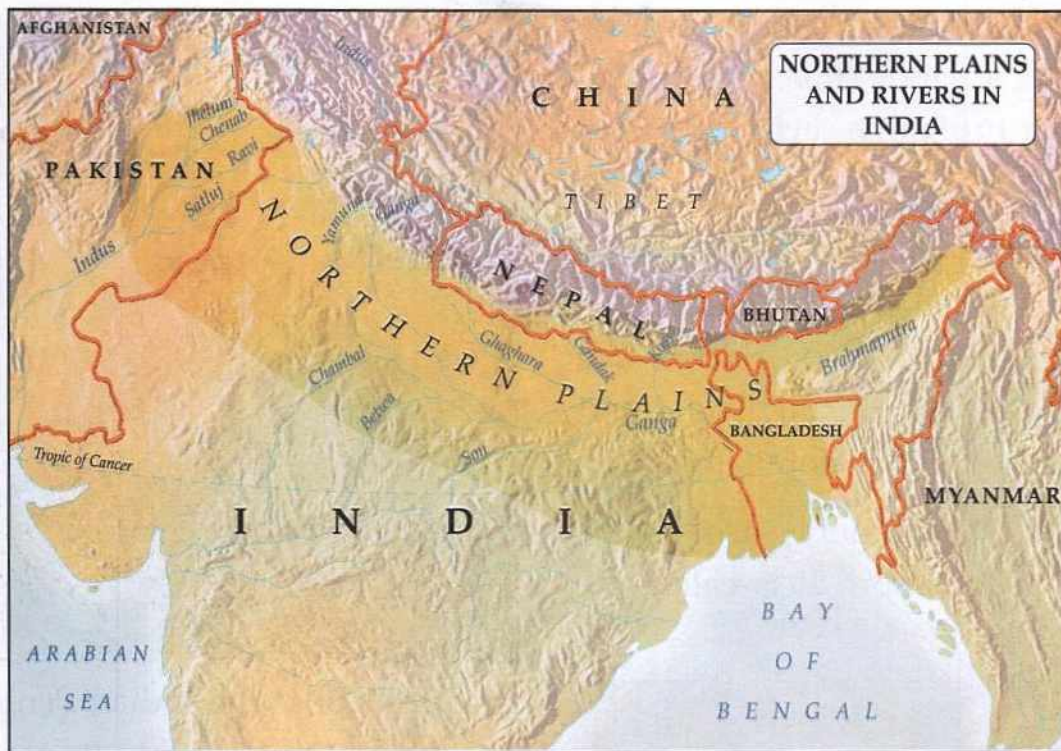 AFGHANISTAN
NORTHERN PLAINS
AND RIVERS IN
INDIA
Indus
CHINA
Jhelum
Chenab
Ravi
PAKISTAN
Satluj
TIBET
Yamuna
Ganga
Indus
NORTHERN PLAINS
NEPAL
BHUTAN
Brahmaputra
Kosi
Gandak
Ghaghara
Chambal
Betwa
Ganga
BANGLADESH
Son
Tropic of Cancer
MYANMAR
INDIA
ARABIAN
SEA
BAY
OF
BENGAL